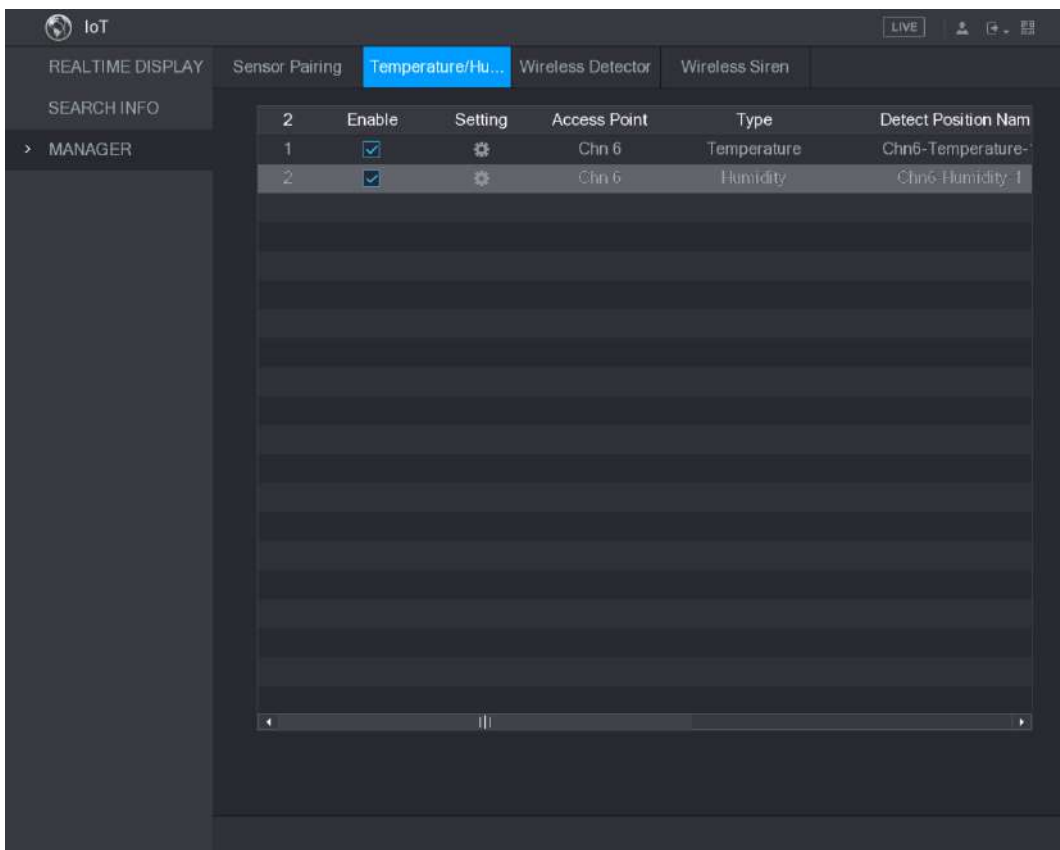 IoT LIVE
REALTIME DISPLAY
SEARCH INFO
> MANAGER
Sensor Pairing Temperature/Hu... Wireless Detector Wireless Siren
2 Enable Setting Access Point Type Detect Position Nam
1 Chn 6 Temperature Chn6-Temperature-
2 Chn 6 Humidity Chn6-Humidity-1